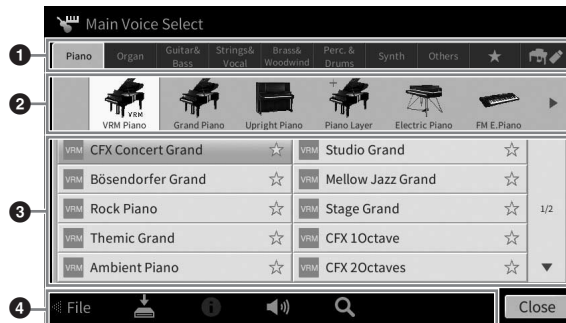 Main Voice Select
1 Piano Organ Guitar& Bass Strings& Vocal Brass& Woodwind Perc. & Drums Synth Others
2 VRM
VRM Piano Grand Piano Upright Piano Piano Layer Electric Piano FM E.Piano
VRM CFX Concert Grand VRM Studio Grand
VRM Bösendorfer Grand VRM Mellow Jazz Grand
3 VRM Rock Piano VRM Stage Grand 1/2
VRM Themic Grand VRM CFX 1Octave
VRM Ambient Piano VRM CFX 2Octaves
4 File Close